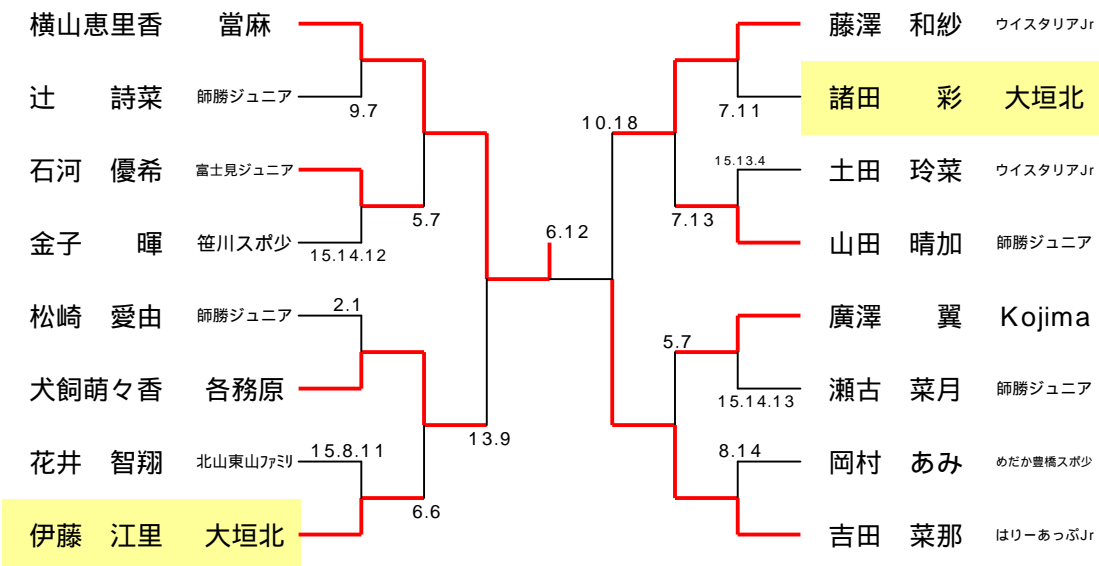 横山恵里香 當麻
辻 詩菜 師勝ジュニア
9.7
石河 優希 富士見ジュニア
5.7
金子 暉 笹川スポ少
15.14.12
松崎 愛由 師勝ジュニア
2.1
犬飼萌々香 各務原
13.9
花井 智翔 北山東山ファミリ
15.8.11
6.6
伊藤 江里 大垣北
6.12
藤澤 和紗 ウイスタリアJr
7.11
諸田 彩 大垣北
10.18
15.13.4
土田 玲菜 ウイスタリアJr
7.13
山田 晴加 師勝ジュニア
廣澤 翼 Kojima
5.7
瀬古 菜月 師勝ジュニア
15.14.13
8.14
岡村 あみ めだか豊橋スポ少
吉田 菜那 はりーあっぷJr